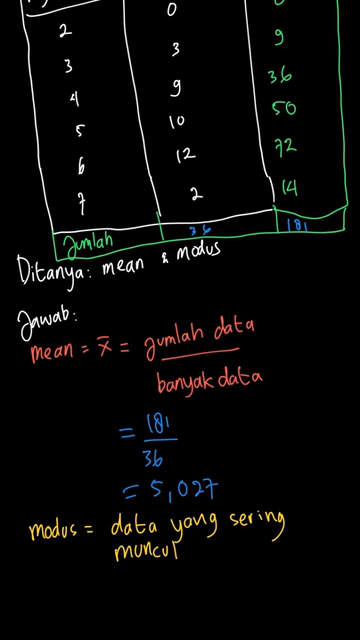 2 0
3 3 9
4 9 36
5 10 50
6 12 72
7 2 14
Jumlah 36 181
Ditanya: mean & modus
Jawab:
mean = x̄ = jumlah data
banyak data
= 181
36
= 5,027
modus = data yang sering
muncul